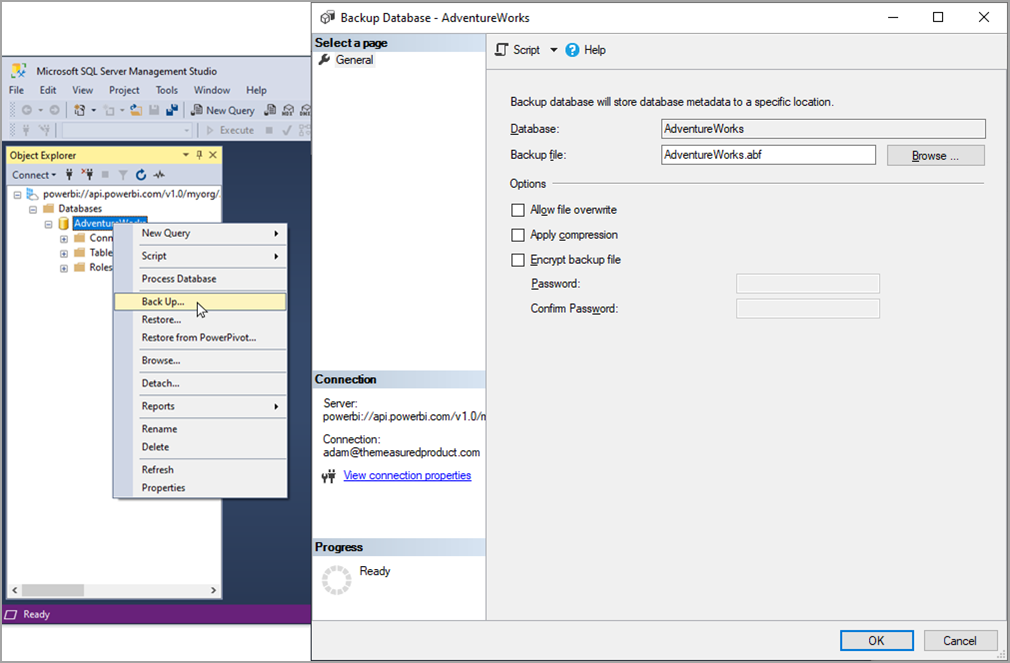 Backup Database - AdventureWorks
Microsoft SQL Server Management Studio
File Edit View Project Tools Window Help
New Query
Execute
Object Explorer
Connect
powerbi://api.powerbi.com/v1.0/myorg/
Databases
AdventureWorks
Conn
Table
Roles
New Query
Script
Process Database
Back Up...
Restore...
Restore from PowerPivot...
Browse...
Detach...
Reports
Rename
Delete
Refresh
Properties
Ready
Select a page
General
Connection
Server:
powerbi://api.powerbi.com/v1.0/m
Connection:
adam@themeasuredproduct.com
View connection properties
Progress
Ready
Script Help
Backup database will store database metadata to a specific location.
Database: AdventureWorks
Backup file: AdventureWorks.abf Browse ...
Options
Allow file overwrite
Apply compression
Encrypt backup file
Password:
Confirm Password:
OK Cancel